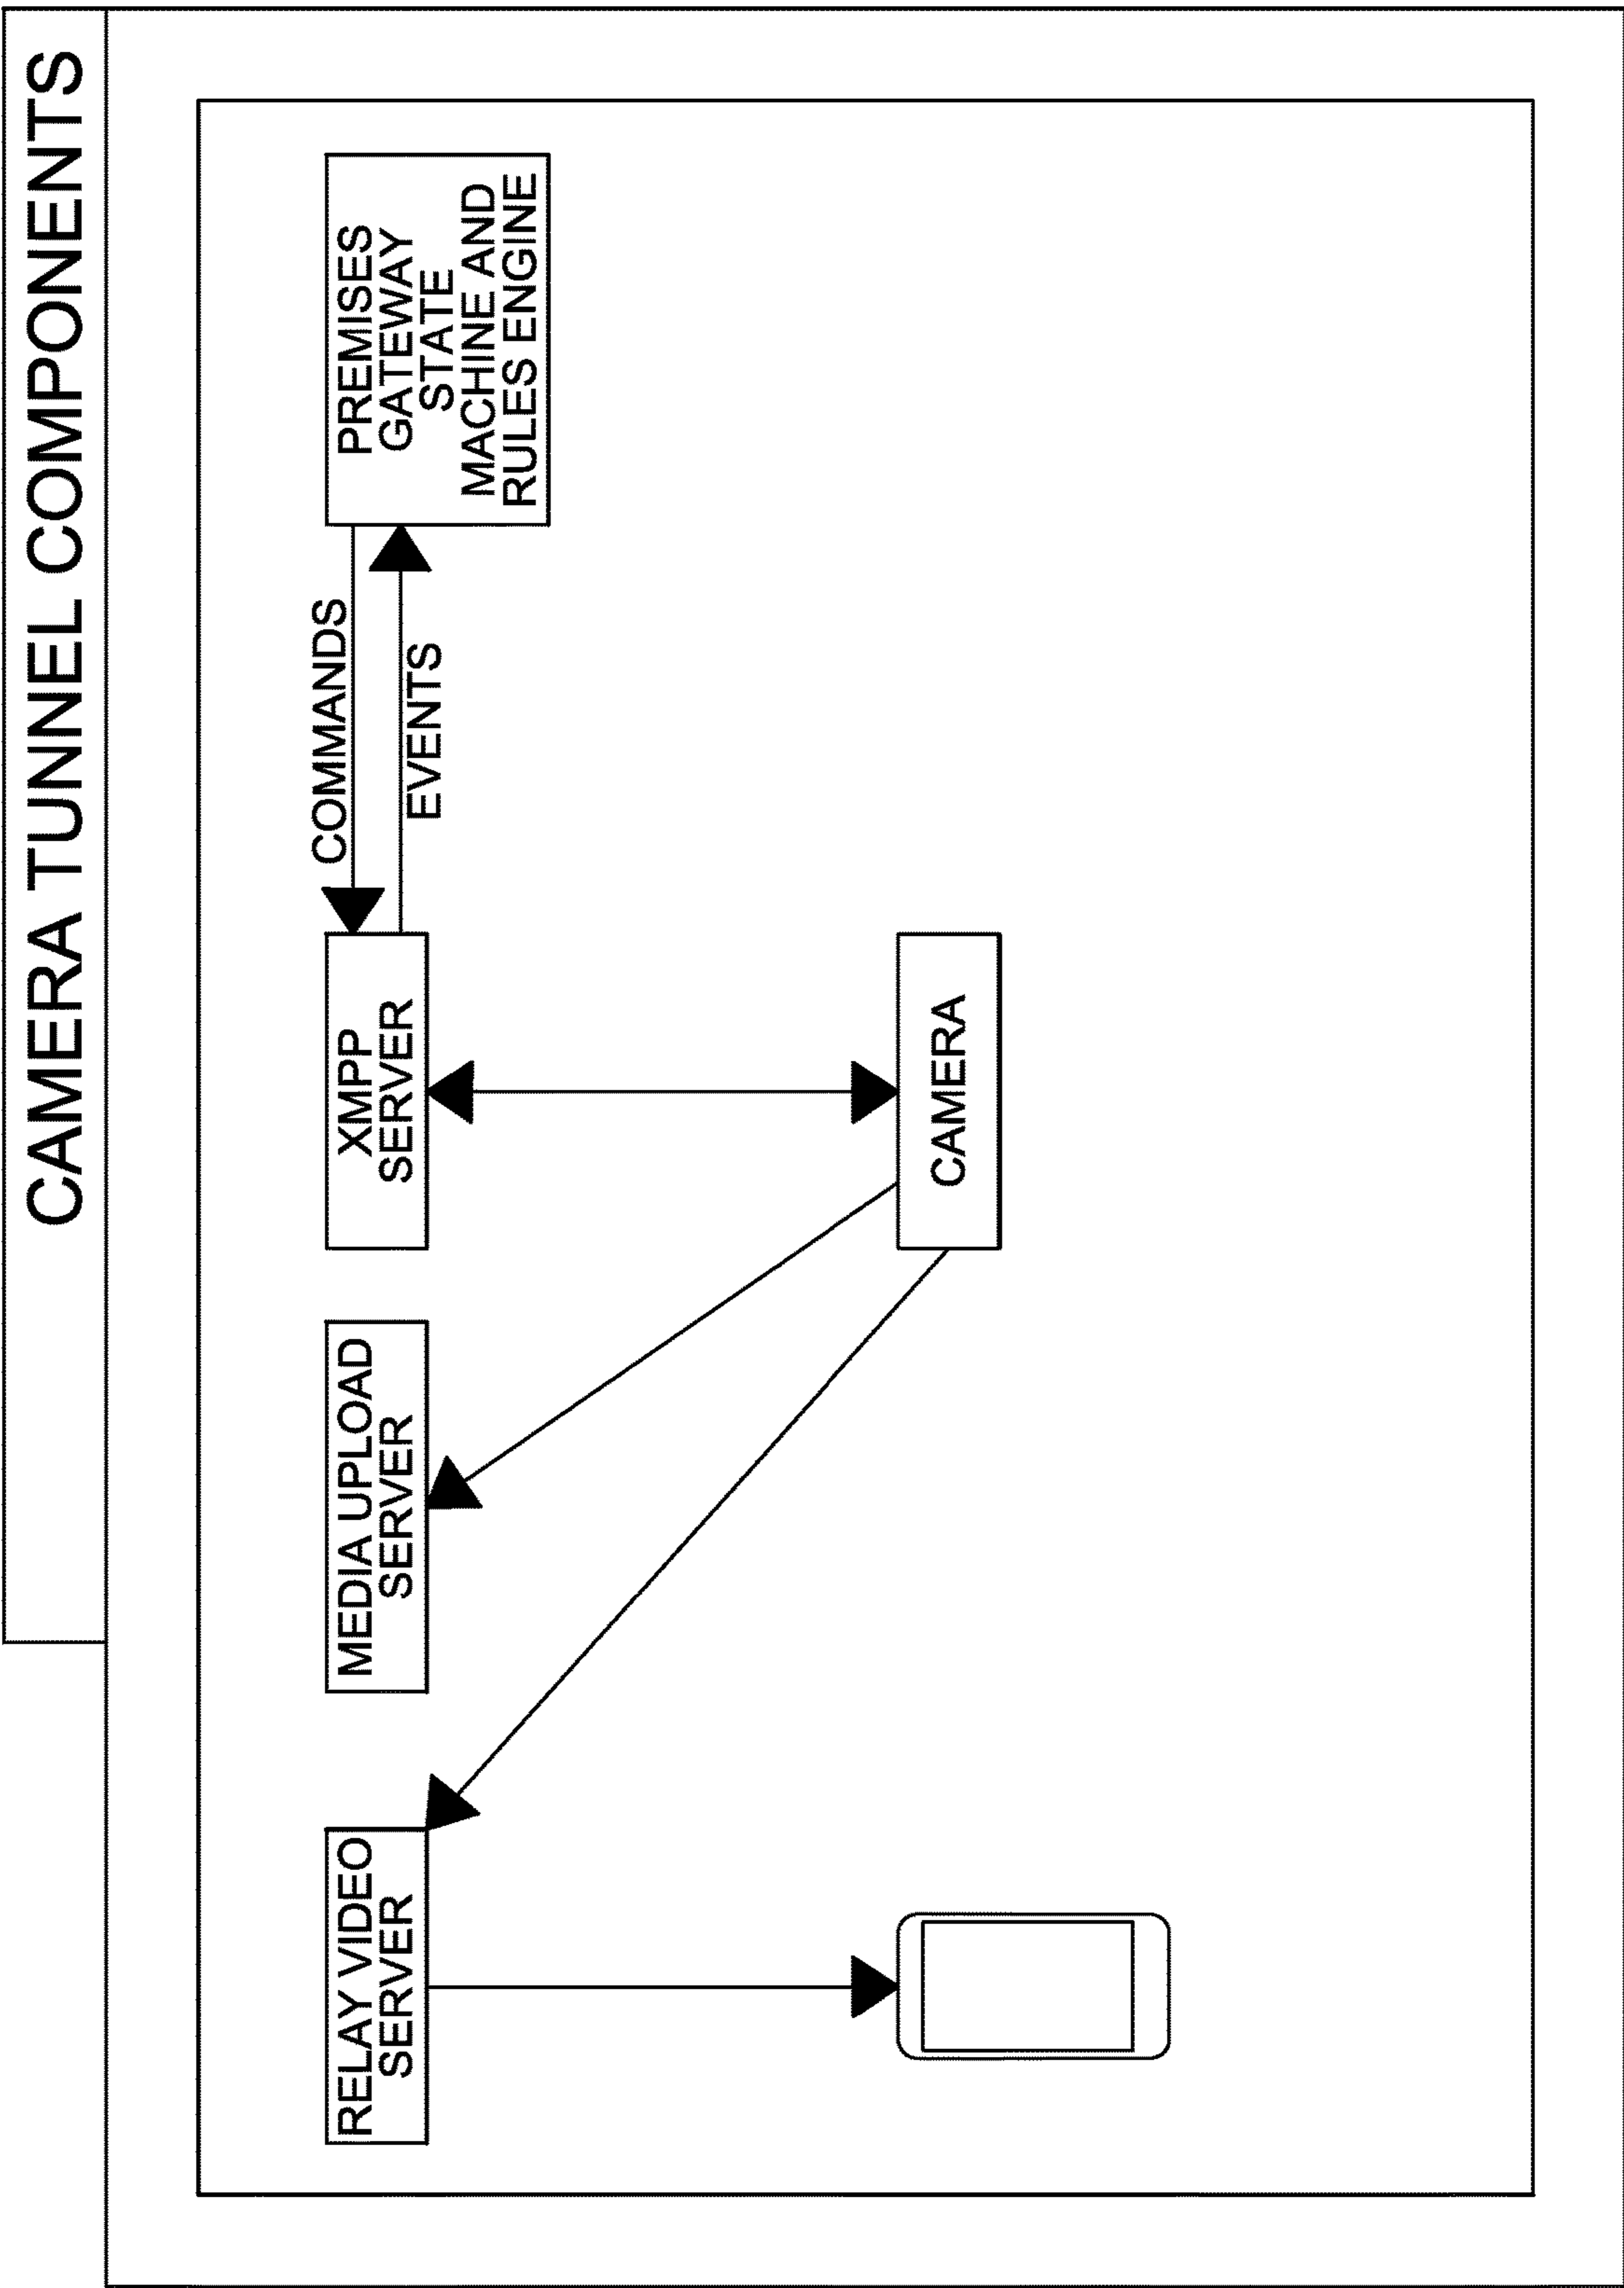 CAMERA TUNNEL COMPONENTS
RELAY VIDEO
SERVER
MEDIA UPLOAD
SERVER
XMPP
SERVER
COMMANDS
EVENTS
PREMISES
GATEWAY
STATE
MACHINE AND
RULES ENGINE
CAMERA